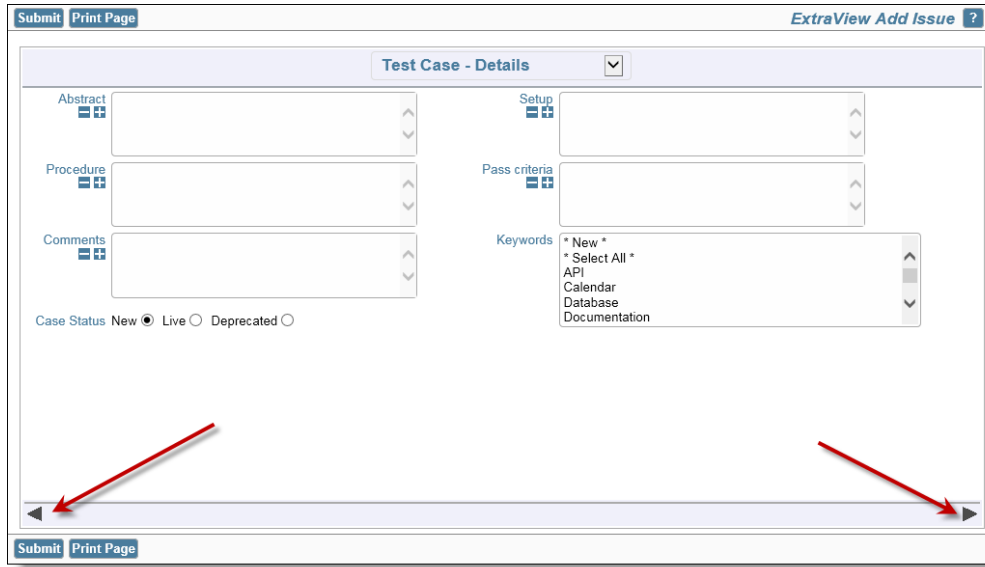 Submit Print Page ExtraView Add Issue ?
Test Case - Details
Abstract Setup
Procedure Pass criteria
Comments Keywords * New *
* Select All *
API
Calendar
Database
Documentation
Case Status New Live Deprecated
Submit Print Page